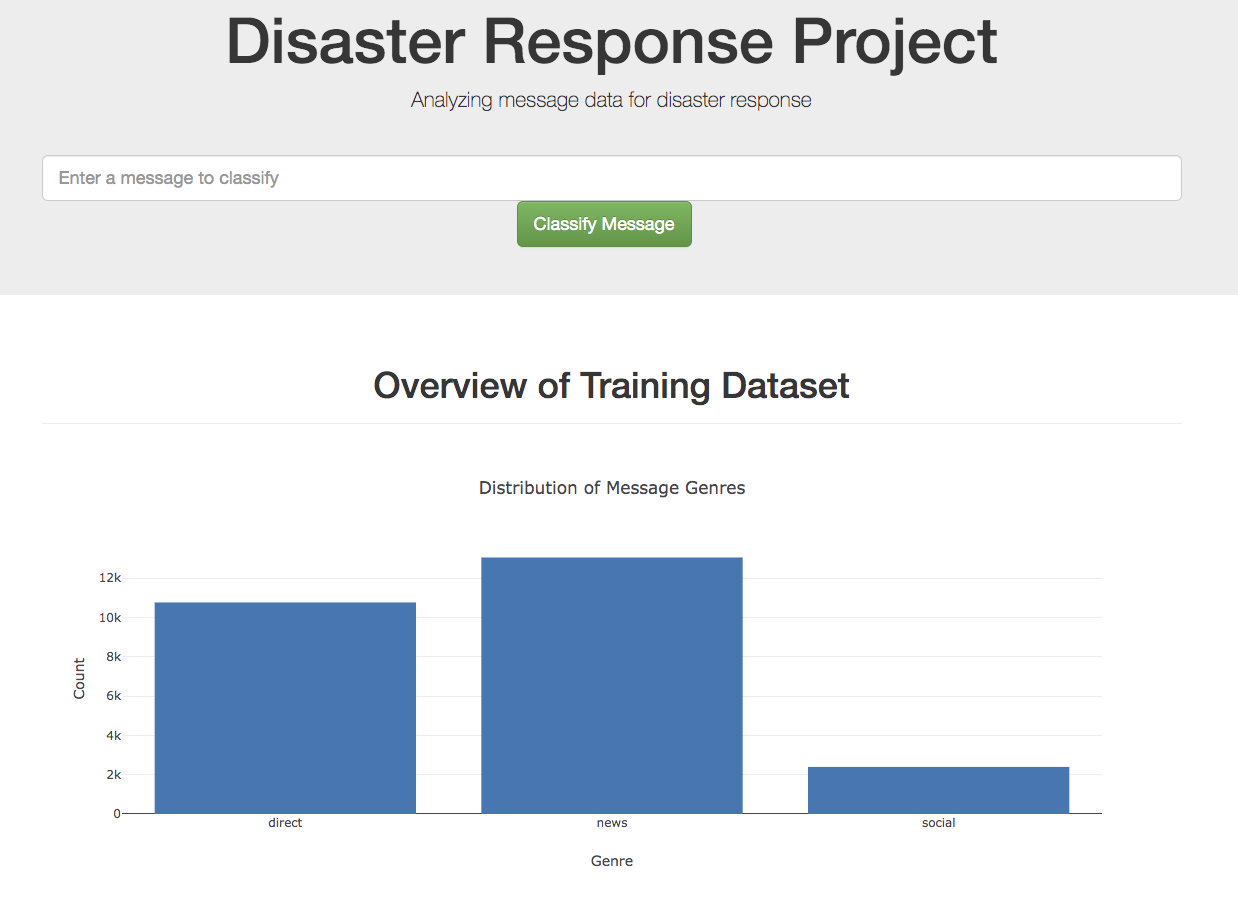 Disaster Response Project
Analyzing message data for disaster response
Enter a message to classify
Classify Message
Overview of Training Dataset
Distribution of Message Genres
12k
10k
8k
6k
4k
2k
0
Count
direct news social
Genre